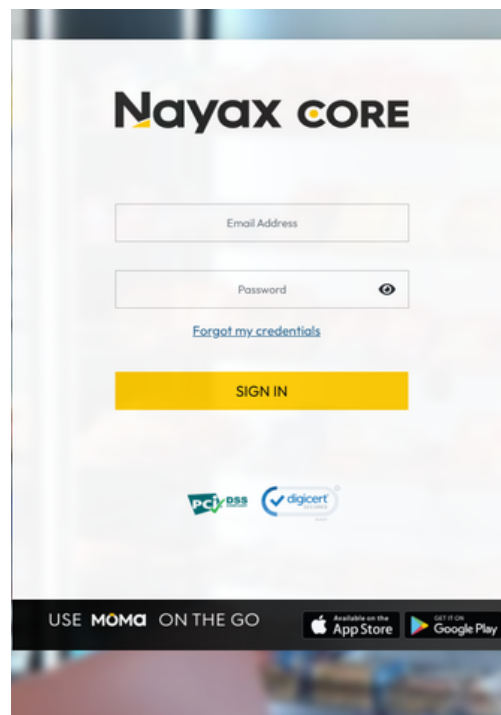 Nayax CORE
Email Address
Password
Forgot my credentials
SIGN IN
PCI DSS
digicert
USE MOMA ON THE GO
Available on the
App Store
GET IT ON
Google Play